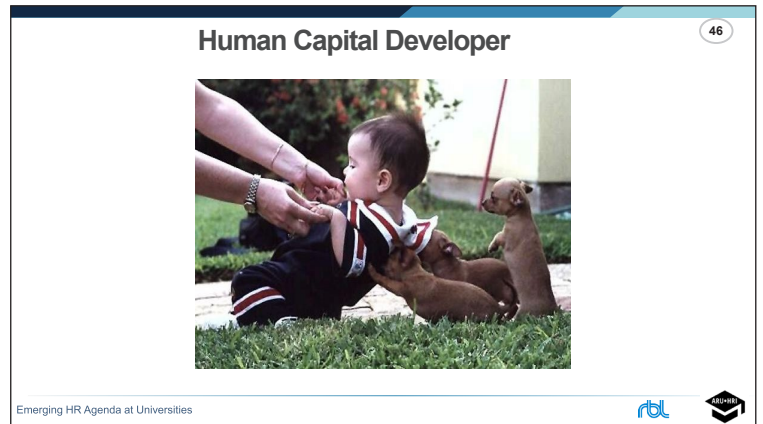 Human Capital Developer
46
Emerging HR Agenda at Universities
rbl
ARU•HRI